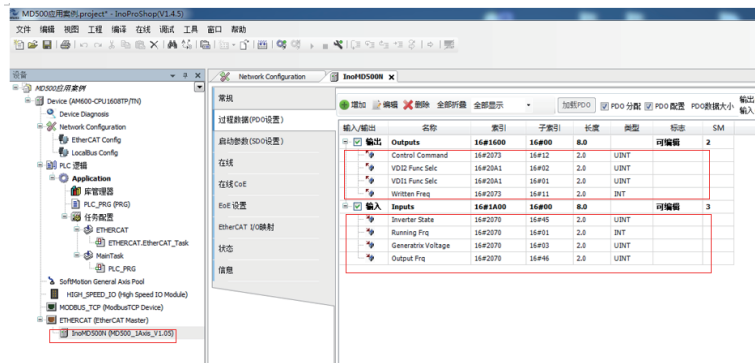 MD500应用案例.project* - InoProShop(V1.4.5)
文件 编辑 视图 工程 编译 在线 调试 工具 窗口 帮助
设备
MD500应用案例
Device (AM600-CPU1608TP/TN)
Device Diagnosis
Network Configuration
EtherCAT Config
LocalBus Config
PLC 逻辑
Application
库管理器
PLC_PRG (PRG)
任务配置
ETHERCAT
ETHERCAT.EtherCAT_Task
MainTask
PLC_PRG
SoftMotion General Axis Pool
HIGH_SPEED_IO (High Speed IO Module)
MODBUS_TCP (ModbusTCP Device)
ETHERCAT (EtherCAT Master)
InoMD500N (MD500_1Axis_V1.05)
Network Configuration InoMD500N
常规
过程数据(PDO设置)
启动参数(SDO设置)
在线
在线CoE
EoE 设置
EtherCAT I/O映射
状态
信息
增加 编辑 删除 全部折叠 全部显示 加载PDO PDO 分配 PDO 配置 PDO数据大小 输出
输入
输入/输出 名称 索引 子索引 长度 类型 标志 SM
输出 Outputs 16#1600 16#00 8.0 可编辑 2
Control Command 16#2073 16#12 2.0 UINT
VDI2 Func Selc 16#20A1 16#02 2.0 UINT
VDI1 Func Selc 16#20A1 16#01 2.0 UINT
Written Freq 16#2073 16#11 2.0 INT
输入 Inputs 16#1A00 16#00 8.0 可编辑 3
Inverter State 16#2070 16#45 2.0 UINT
Running Frq 16#2070 16#01 2.0 INT
Generatrix Voltage 16#2070 16#03 2.0 UINT
Output Frq 16#2070 16#46 2.0 UINT